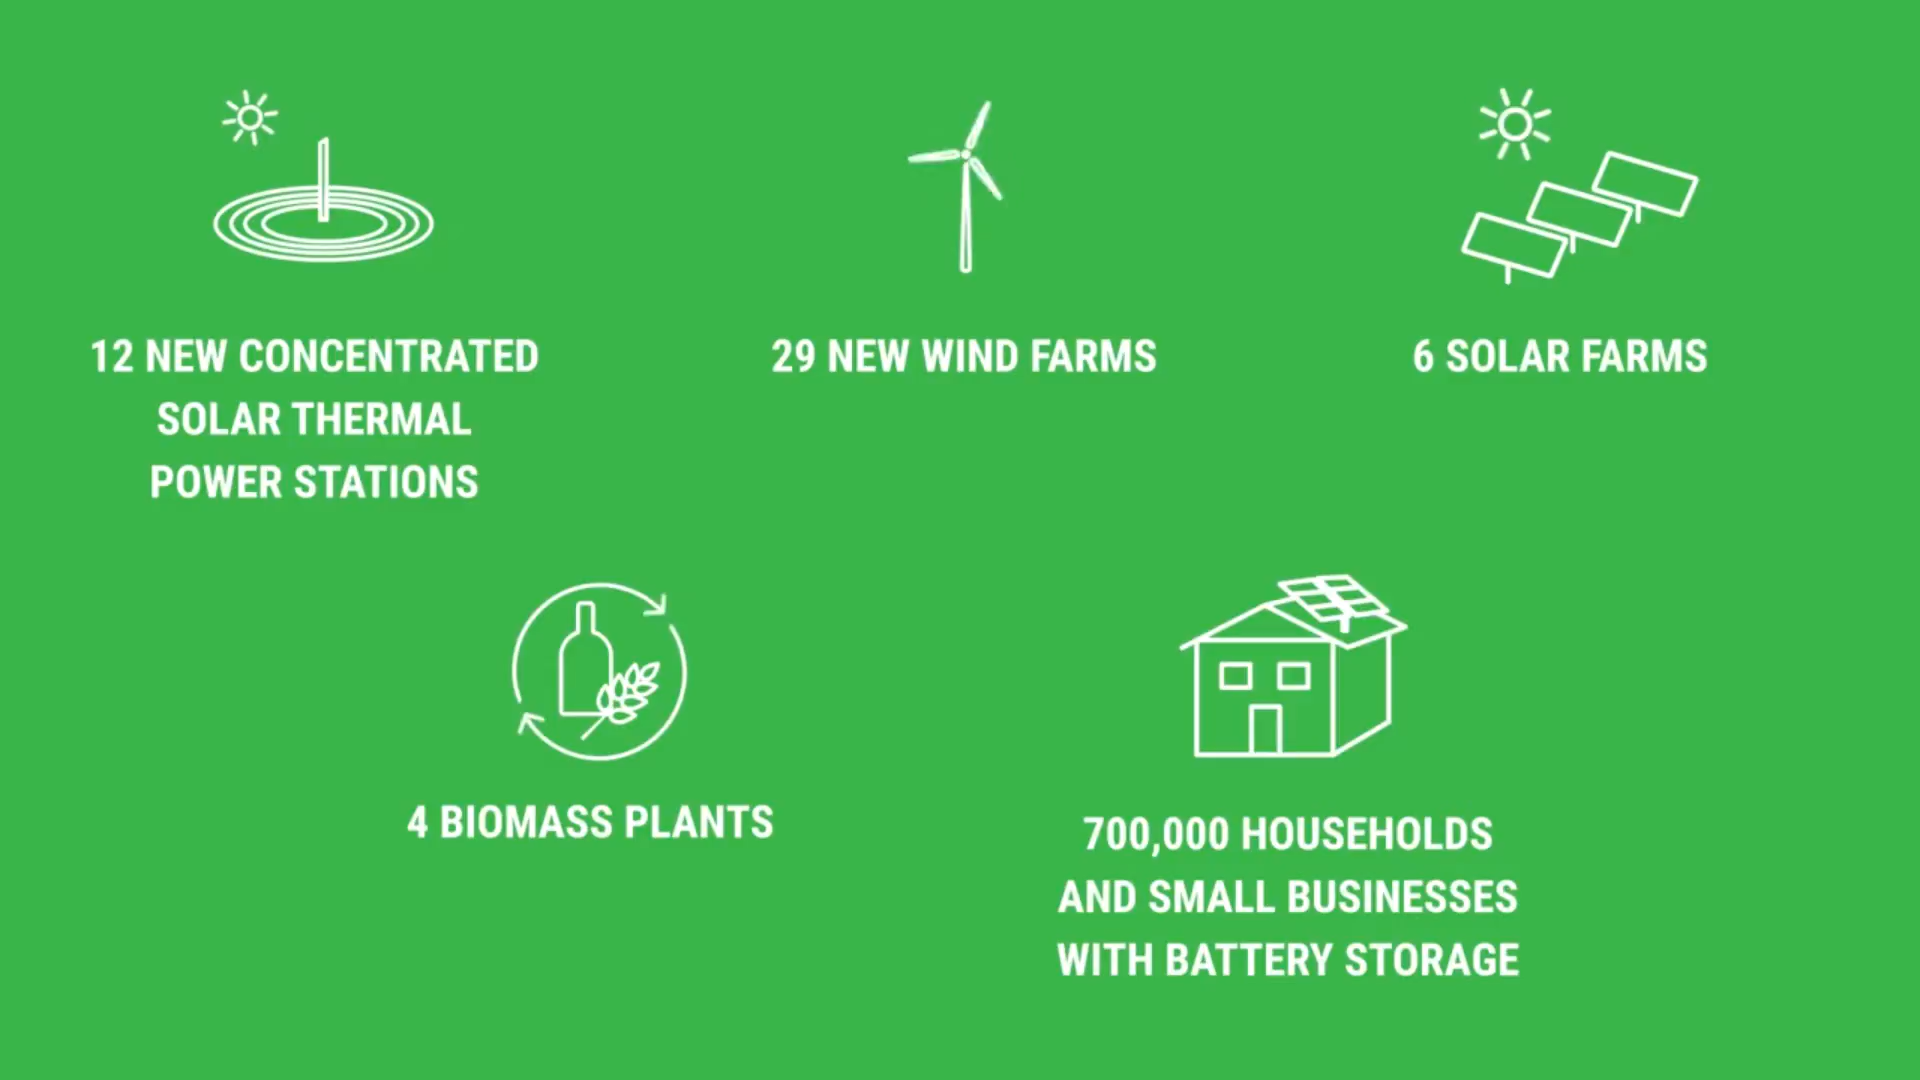 12 NEW CONCENTRATED
SOLAR THERMAL
POWER STATIONS
29 NEW WIND FARMS
6 SOLAR FARMS
4 BIOMASS PLANTS
700,000 HOUSEHOLDS
AND SMALL BUSINESSES
WITH BATTERY STORAGE